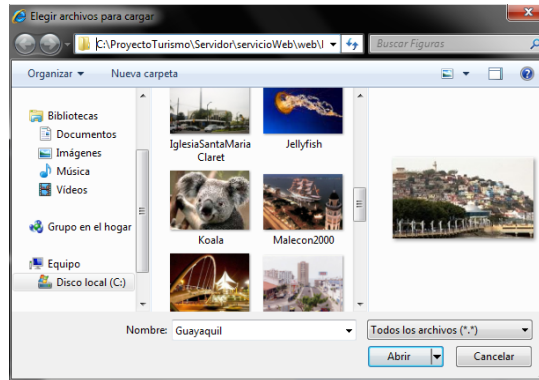 Elegir archivos para cargar
C:\ProyectoTurismo\Servidor\servicioWeb\web\I
Buscar Figuras
Organizar
Nueva carpeta
Bibliotecas
Documentos
Imágenes
Música
Vídeos
Grupo en el hogar
Equipo
Disco local (C:)
IglesiaSantaMaria
Claret
Jellyfish
Koala
Malecon2000
Nombre:
Guayaquil
Todos los archivos (*.*)
Abrir
Cancelar